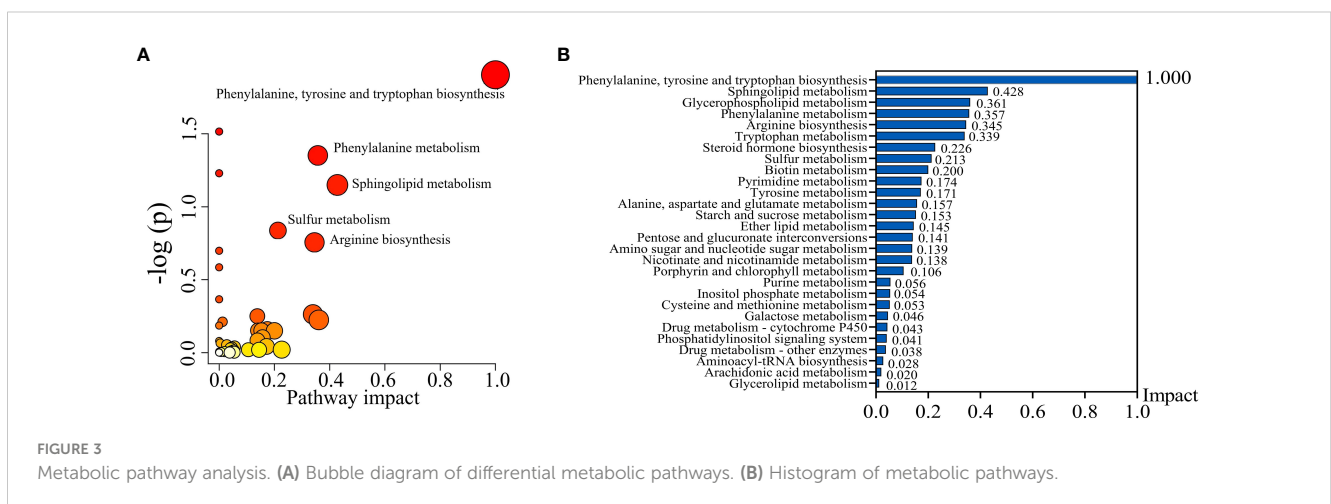 A
Phenylalanine, tyrosine and tryptophan biosynthesis
Phenylalanine metabolism
Sphingolipid metabolism
Sulfur metabolism
Arginine biosynthesis
-log (p)
1.5
1.0
0.5
0.0
0.0 0.2 0.4 0.6 0.8 1.0
Pathway impact
B
Phenylalanine, tyrosine and tryptophan biosynthesis 1.000
Sphingolipid metabolism 0.428
Glycerophospholipid metabolism 0.361
Phenylalanine metabolism 0.357
Arginine biosynthesis 0.345
Tryptophan metabolism 0.339
Steroid hormone biosynthesis 0.226
Sulfur metabolism 0.213
Biotin metabolism 0.200
Pyrimidine metabolism 0.174
Tyrosine metabolism 0.171
Alanine, aspartate and glutamate metabolism 0.157
Starch and sucrose metabolism 0.153
Ether lipid metabolism 0.145
Pentose and glucuronate interconversions 0.141
Amino sugar and nucleotide sugar metabolism 0.139
Nicotinate and nicotinamide metabolism 0.138
Porphyrin and chlorophyll metabolism 0.106
Purine metabolism 0.056
Inositol phosphate metabolism 0.054
Cysteine and methionine metabolism 0.053
Galactose metabolism 0.046
Drug metabolism - cytochrome P450 0.043
Phosphatidylinositol signaling system 0.041
Drug metabolism - other enzymes 0.038
Aminoacyl-tRNA biosynthesis 0.028
Arachidonic acid metabolism 0.020
Glycerolipid metabolism 0.012
Impact
0.0 0.2 0.4 0.6 0.8 1.0
FIGURE 3
Metabolic pathway analysis. (A) Bubble diagram of differential metabolic pathways. (B) Histogram of metabolic pathways.